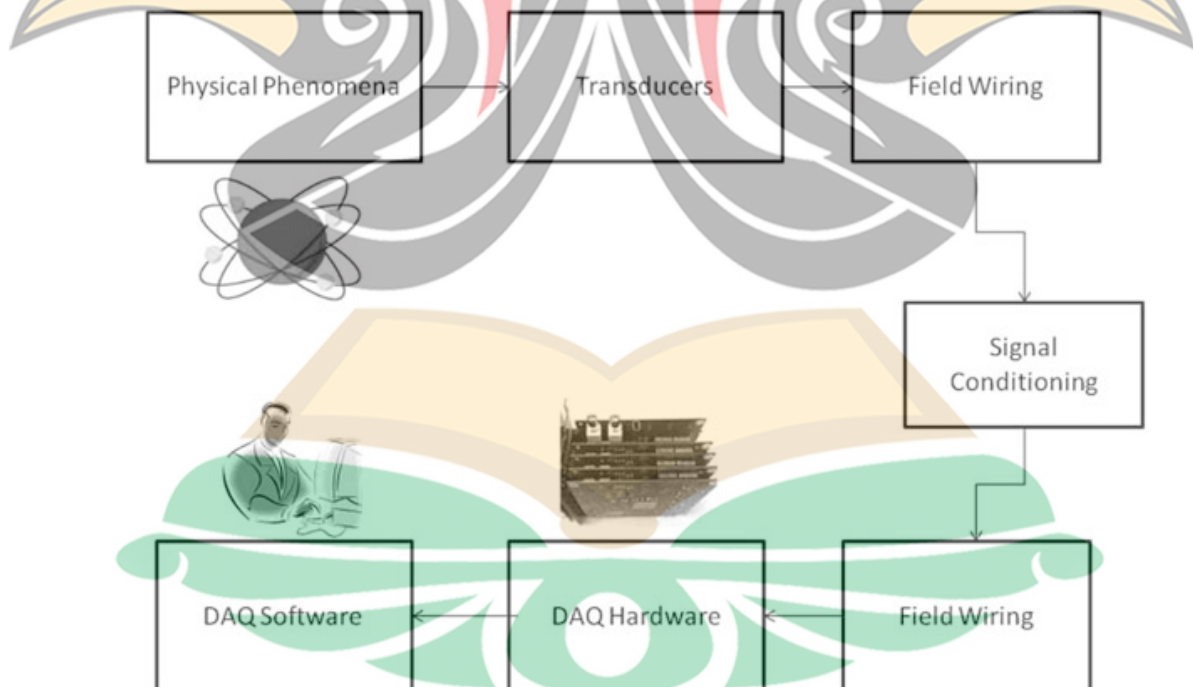 Physical Phenomena
Transducers
Field Wiring
Signal
Conditioning
DAQ Software
DAQ Hardware
Field Wiring